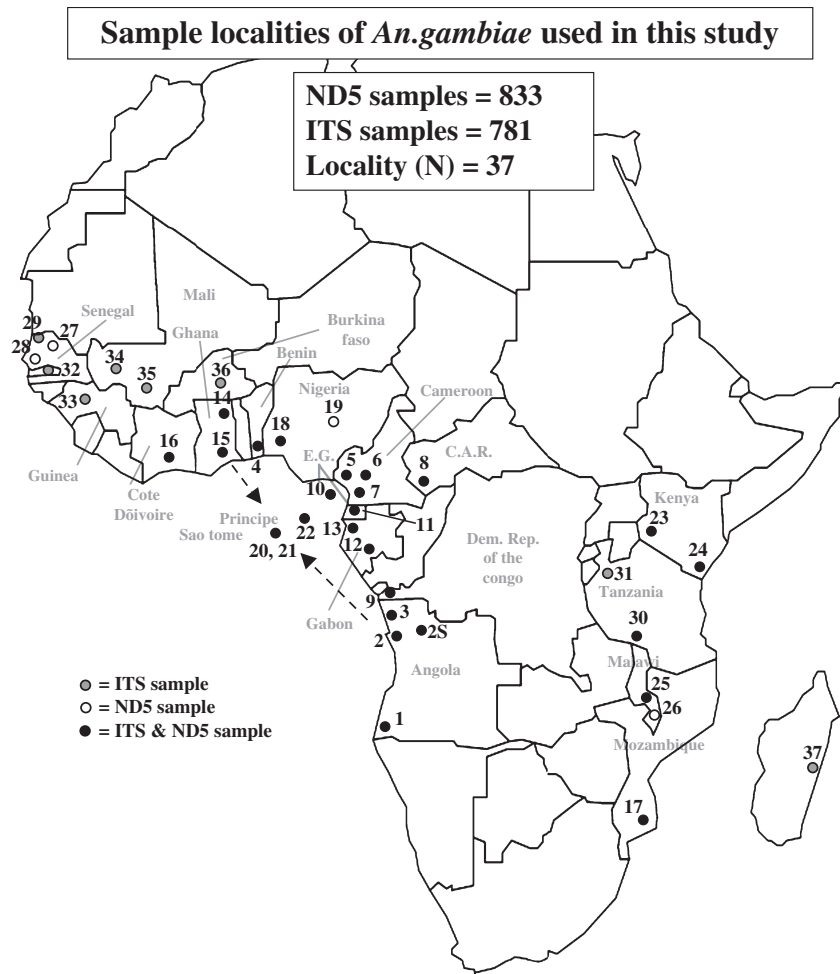 Sample localities of An.gambiae used in this study
ND5 samples = 833
ITS samples = 781
Locality (N) = 37
Mali
Senegal
Ghana
Burkina
faso
Benin
29
27
28
32
34
35
36
33
14
Nigeria
19
Cameroon
18
16
15
4
E.G.
5
6
8
C.A.R.
Guinea
Cote
Dõivoire
10
7
Kenya
23
Principe
Sao tome
22
20, 21
13
11
12
Dem. Rep.
of the
congo
24
31
Tanzania
9
Gabon
3
2
2S
30
Angola
Malawi
25
26
= ITS sample
= ND5 sample
= ITS & ND5 sample
1
Mozambique
37
17